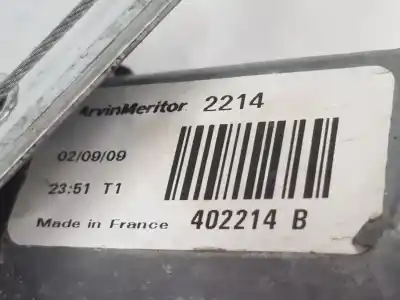 ArvinMeritor 2214
02/09/09
23:51 T1
Made in France 402214 B